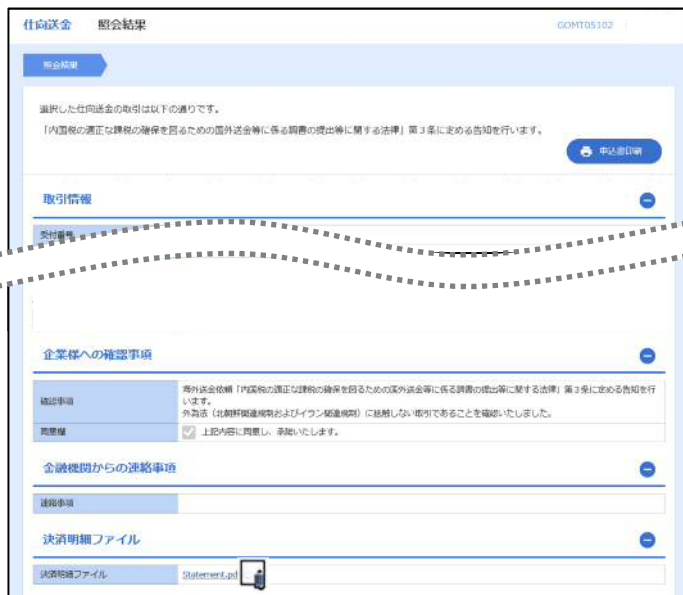 仕向送金 照会結果
GOMT05102
照会結果
選択した仕向送金の取引は以下の通りです。
「内国税の適正な課税の確保を図るための国外送金等に係る調書の提出等に関する法律」第3条に定める告知を行います。
申込書印刷
取引情報
受付番号
企業様への確認事項
確認事項
海外送金依頼「内国税の適正な課税の確保を図るための国外送金等に係る調書の提出等に関する法律」第3条に定める告知を行
います。
外為法（北朝鮮関連規制およびイラン関連規制）に抵触しない取引であることを確認いたしました。
同意欄
上記内容に同意し、承諾いたします。
金融機関からの連絡事項
連絡事項
決済明細ファイル
決済明細ファイル
Statement.pd